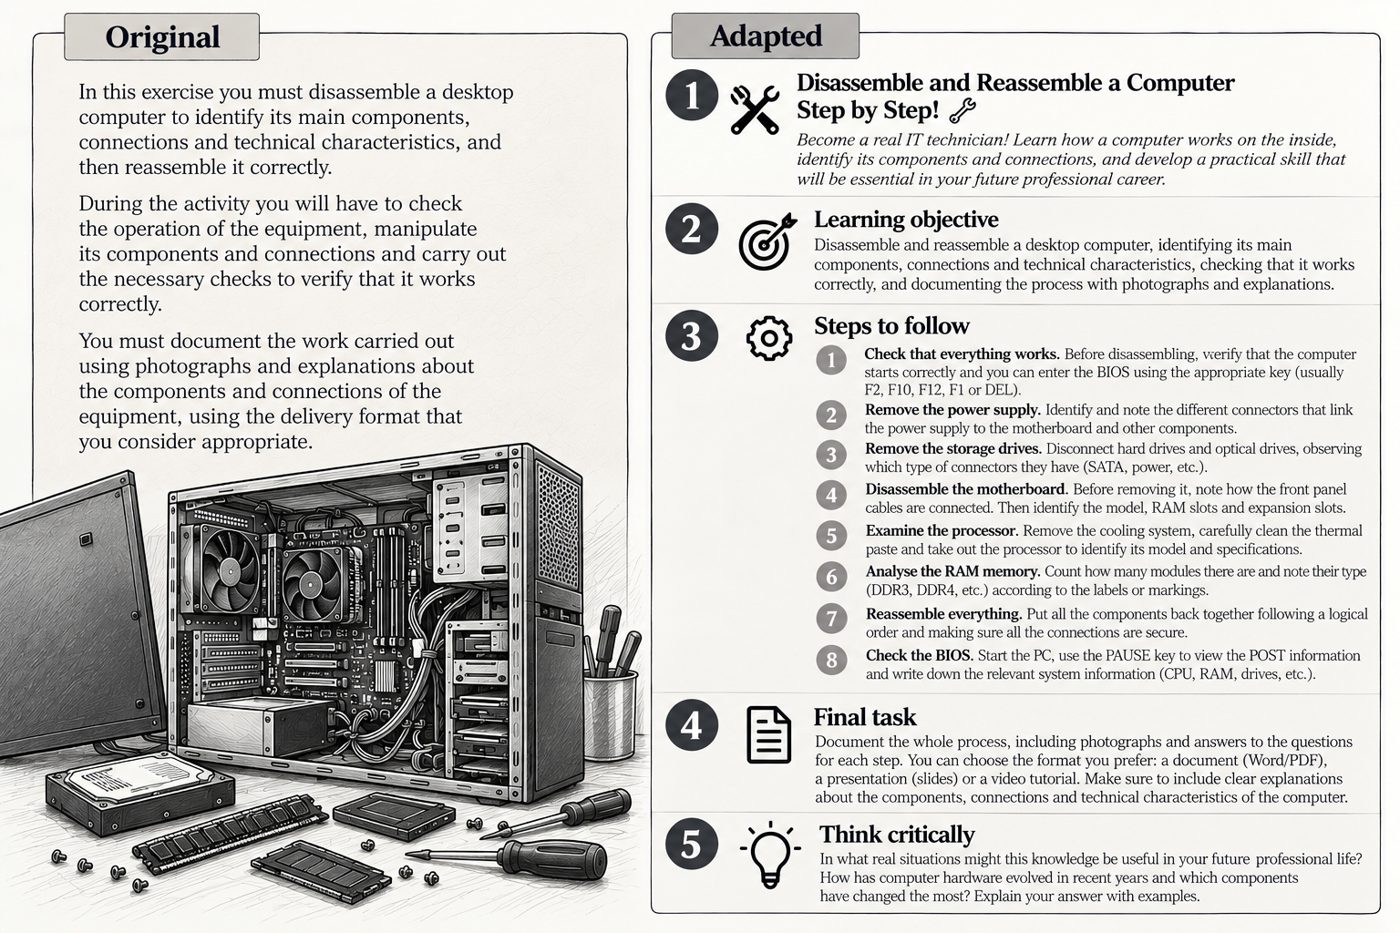 Original
In this exercise you must disassemble a desktop
computer to identify its main components,
connections and technical characteristics, and
then reassemble it correctly.
During the activity you will have to check
the operation of the equipment, manipulate
its components and connections and carry out
the necessary checks to verify that it works
correctly.
You must document the work carried out
using photographs and explanations about
the components and connections of the
equipment, using the delivery format that
you consider appropriate.
Adapted
1
Disassemble and Reassemble a Computer
Step by Step!
Become a real IT technician! Learn how a computer works on the inside,
identify its components and connections, and develop a practical skill that
will be essential in your future professional career.
2
Learning objective
Disassemble and reassemble a desktop computer, identifying its main
components, connections and technical characteristics, checking that it works
correctly, and documenting the process with photographs and explanations.
3
Steps to follow
1 Check that everything works. Before disassembling, verify that the computer
starts correctly and you can enter the BIOS using the appropriate key (usually
F2, F10, F12, F1 or DEL).
2 Remove the power supply. Identify and note the different connectors that link
the power supply to the motherboard and other components.
3 Remove the storage drives. Disconnect hard drives and optical drives, observing
which type of connectors they have (SATA, power, etc.).
4 Disassemble the motherboard. Before removing it, note how the front panel
cables are connected. Then identify the model, RAM slots and expansion slots.
5 Examine the processor. Remove the cooling system, carefully clean the thermal
paste and take out the processor to identify its model and specifications.
6 Analyse the RAM memory. Count how many modules there are and note their type
(DDR3, DDR4, etc.) according to the labels or markings.
7 Reassemble everything. Put all the components back together following a logical
order and making sure all the connections are secure.
8 Check the BIOS. Start the PC, use the PAUSE key to view the POST information
and write down the relevant system information (CPU, RAM, drives, etc.).
4
Final task
Document the whole process, including photographs and answers to the questions
for each step. You can choose the format you prefer: a document (Word/PDF),
a presentation (slides) or a video tutorial. Make sure to include clear explanations
about the components, connections and technical characteristics of the computer.
5
Think critically
In what real situations might this knowledge be useful in your future professional life?
How has computer hardware evolved in recent years and which components
have changed the most? Explain your answer with examples.